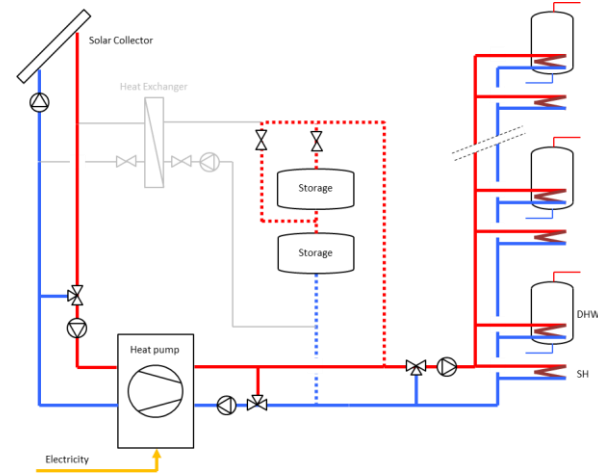 Solar Collector
Heat Exchanger
Storage
Storage
DHW
Heat pump
SH
Electricity